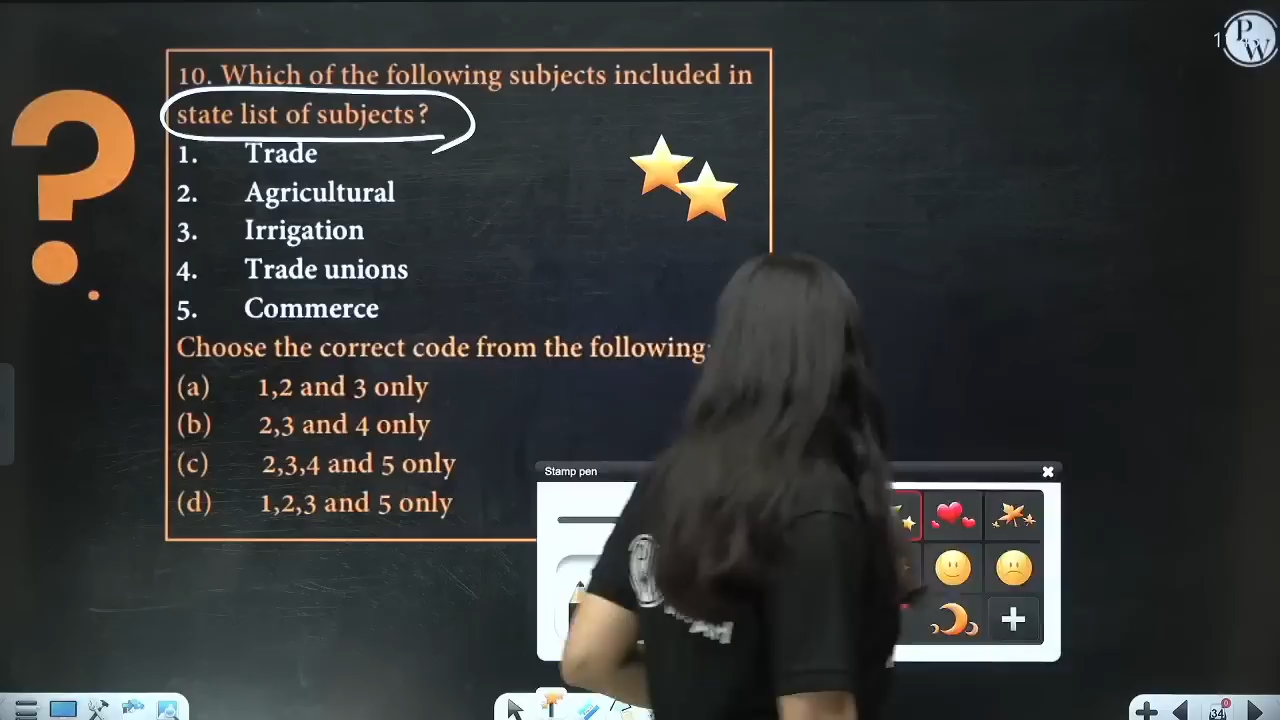 10. Which of the following subjects included in
state list of subjects?
1. Trade
2. Agricultural
3. Irrigation
4. Trade unions
5. Commerce
Choose the correct code from the following:
(a) 1,2 and 3 only
(b) 2,3 and 4 only
(c) 2,3,4 and 5 only
(d) 1,2,3 and 5 only
Stamp pen
PW
34